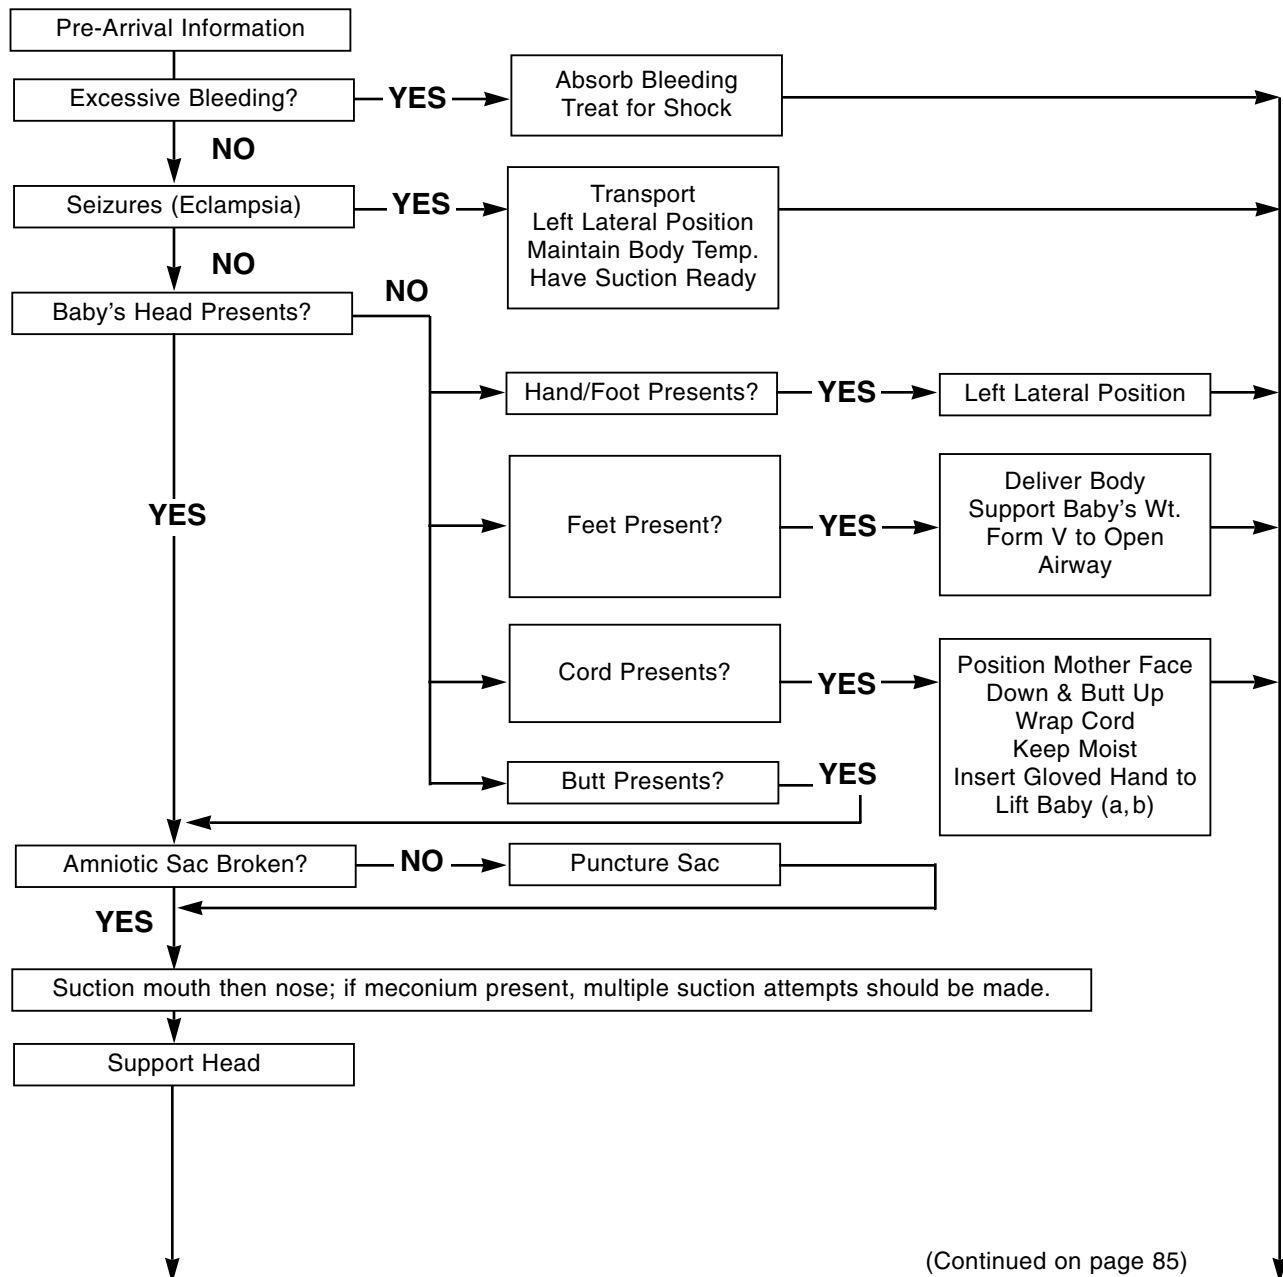 Pre-Arrival Information
Excessive Bleeding?
YES
Absorb Bleeding
Treat for Shock
NO
Seizures (Eclampsia)
YES
Transport
Left Lateral Position
Maintain Body Temp.
Have Suction Ready
NO
Baby's Head Presents?
NO
Hand/Foot Presents?
YES
Left Lateral Position
YES
Feet Present?
YES
Deliver Body
Support Baby's Wt.
Form V to Open
Airway
Cord Presents?
YES
Position Mother Face
Down & Butt Up
Wrap Cord
Keep Moist
Insert Gloved Hand to
Lift Baby (a,b)
Butt Presents?
YES
Amniotic Sac Broken?
NO
Puncture Sac
YES
Suction mouth then nose; if meconium present, multiple suction attempts should be made.
Support Head
(Continued on page 85)